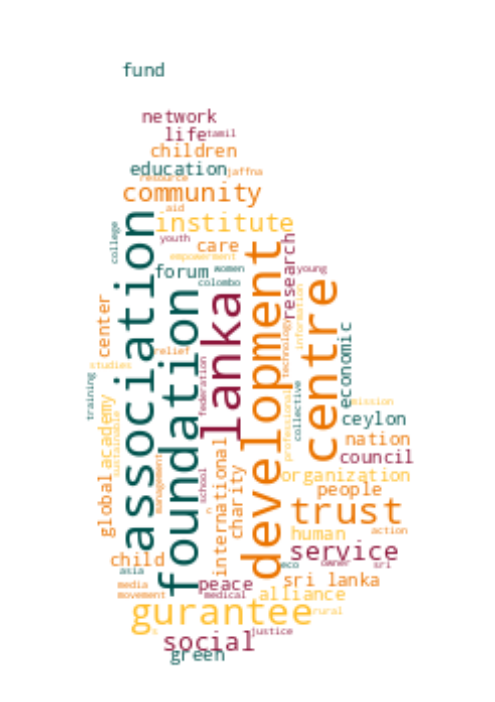 fund
network
life
tamil
children
education
jaffna
resource
community
aid
institute
college
youth
care
research
empowerment
forum
women
young
colombo
association
foundation
lanka
development
centre
information
center
technology
economic
relief
studies
federation
training
collective
mission
professional
ceylon
academy
sustainable
nation
management
international
charity
council
school
organization
global
people
n
trust
human
action
service
child
eco
owner
sri
asia
sri lanka
peace
media
movement
medical
alliance
gurantee
rural
s
justice
social
green